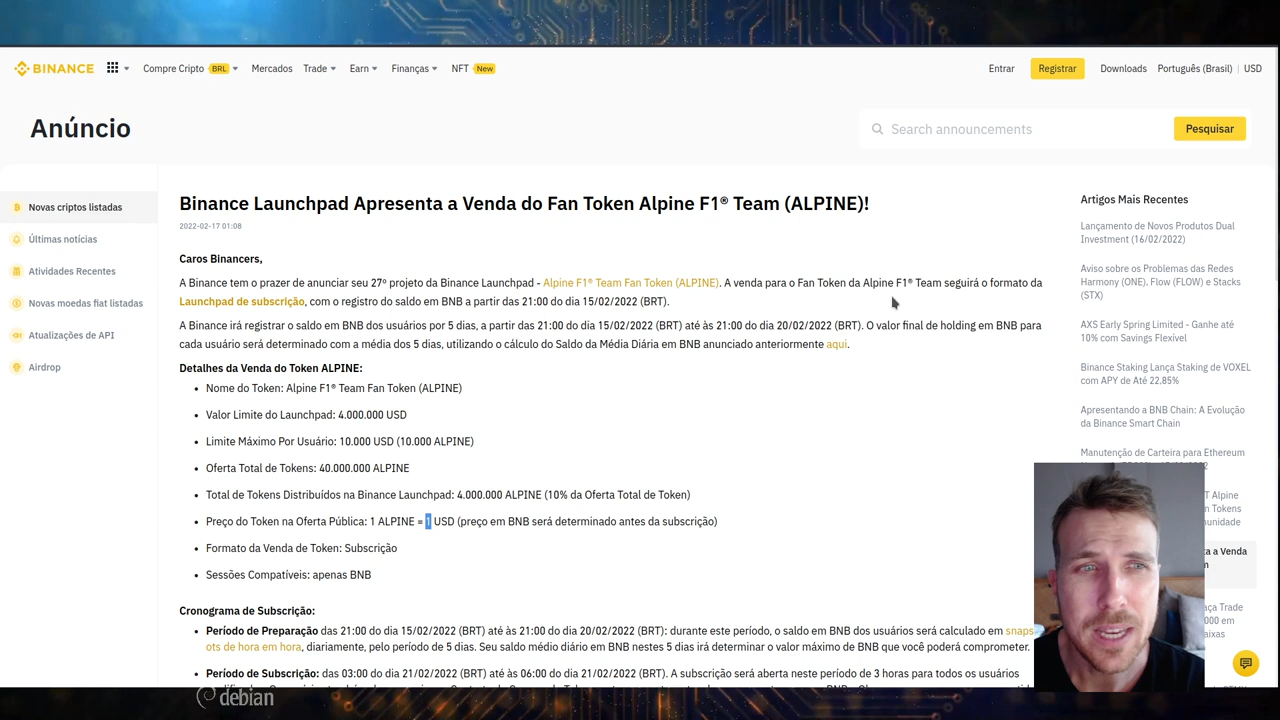 BINANCE
Compre Cripto BRL
Mercados
Trade
Earn
Finanças
NFT New
Entrar
Registrar
Downloads
Português (Brasil) | USD
Anúncio
Search announcements
Pesquisar
Novas criptos listadas
Últimas notícias
Atividades Recentes
Novas moedas fiat listadas
Atualizações de API
Airdrop
Binance Launchpad Apresenta a Venda do Fan Token Alpine F1® Team (ALPINE)!
2022-02-17 01:08
Caros Binancers,
A Binance tem o prazer de anunciar seu 27º projeto da Binance Launchpad - Alpine F1® Team Fan Token (ALPINE). A venda para o Fan Token da Alpine F1® Team seguirá o formato da
Launchpad de subscrição, com o registro do saldo em BNB a partir das 21:00 do dia 15/02/2022 (BRT).
A Binance irá registrar o saldo em BNB dos usuários por 5 dias, a partir das 21:00 do dia 15/02/2022 (BRT) até às 21:00 do dia 20/02/2022 (BRT). O valor final de holding em BNB para
cada usuário será determinado com a média dos 5 dias, utilizando o cálculo do Saldo da Média Diária em BNB anunciado anteriormente aqui.
Detalhes da Venda do Token ALPINE:
• Nome do Token: Alpine F1® Team Fan Token (ALPINE)
• Valor Limite do Launchpad: 4.000.000 USD
• Limite Máximo Por Usuário: 10.000 USD (10.000 ALPINE)
• Oferta Total de Tokens: 40.000.000 ALPINE
• Total de Tokens Distribuídos na Binance Launchpad: 4.000.000 ALPINE (10% da Oferta Total de Token)
• Preço do Token na Oferta Pública: 1 ALPINE = 1 USD (preço em BNB será determinado antes da subscrição)
• Formato da Venda de Token: Subscrição
• Sessões Compatíveis: apenas BNB
Cronograma de Subscrição:
• Período de Preparação das 21:00 do dia 15/02/2022 (BRT) até às 21:00 do dia 20/02/2022 (BRT): durante este período, o saldo em BNB dos usuários será calculado em snaps
ots de hora em hora, diariamente, pelo período de 5 dias. Seu saldo médio diário em BNB nestes 5 dias irá determinar o valor máximo de BNB que você poderá comprometer.
• Período de Subscrição: das 03:00 do dia 21/02/2022 (BRT) até às 06:00 do dia 21/02/2022 (BRT). A subscrição será aberta neste período de 3 horas para todos os usuários
Artigos Mais Recentes
Lançamento de Novos Produtos Dual
Investment (16/02/2022)
Aviso sobre os Problemas das Redes
Harmony (ONE), Flow (FLOW) e Stacks
(STX)
AXS Early Spring Limited - Ganhe até
10% com Savings Flexível
Binance Staking Lança Staking de VOXEL
com APY de Até 22,85%
Apresentando a BNB Chain: A Evolução
da Binance Smart Chain
Manutenção de Carteira para Ethereum
T Alpine
n Tokens
unidade
ta a Venda
m
aça Trade
000 em
aixas
debian